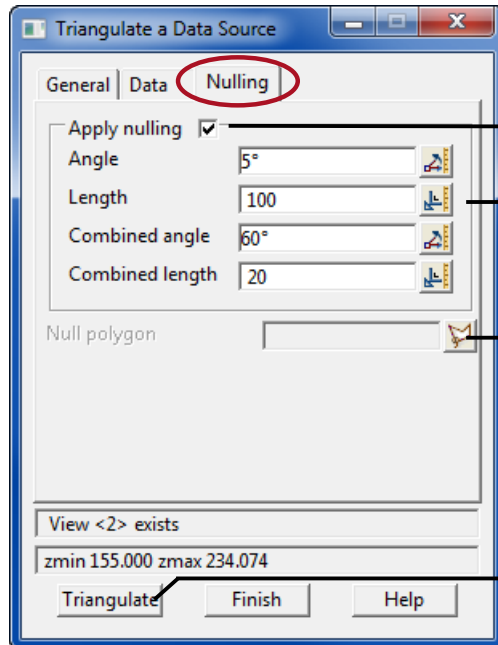 Triangulate a Data Source
General Data Nulling
Apply nulling
Angle 5°
Length 100
Combined angle 60°
Combined length 20
Null polygon
View <2> exists
zmin 155.000 zmax 234.074
Triangulate Finish Help